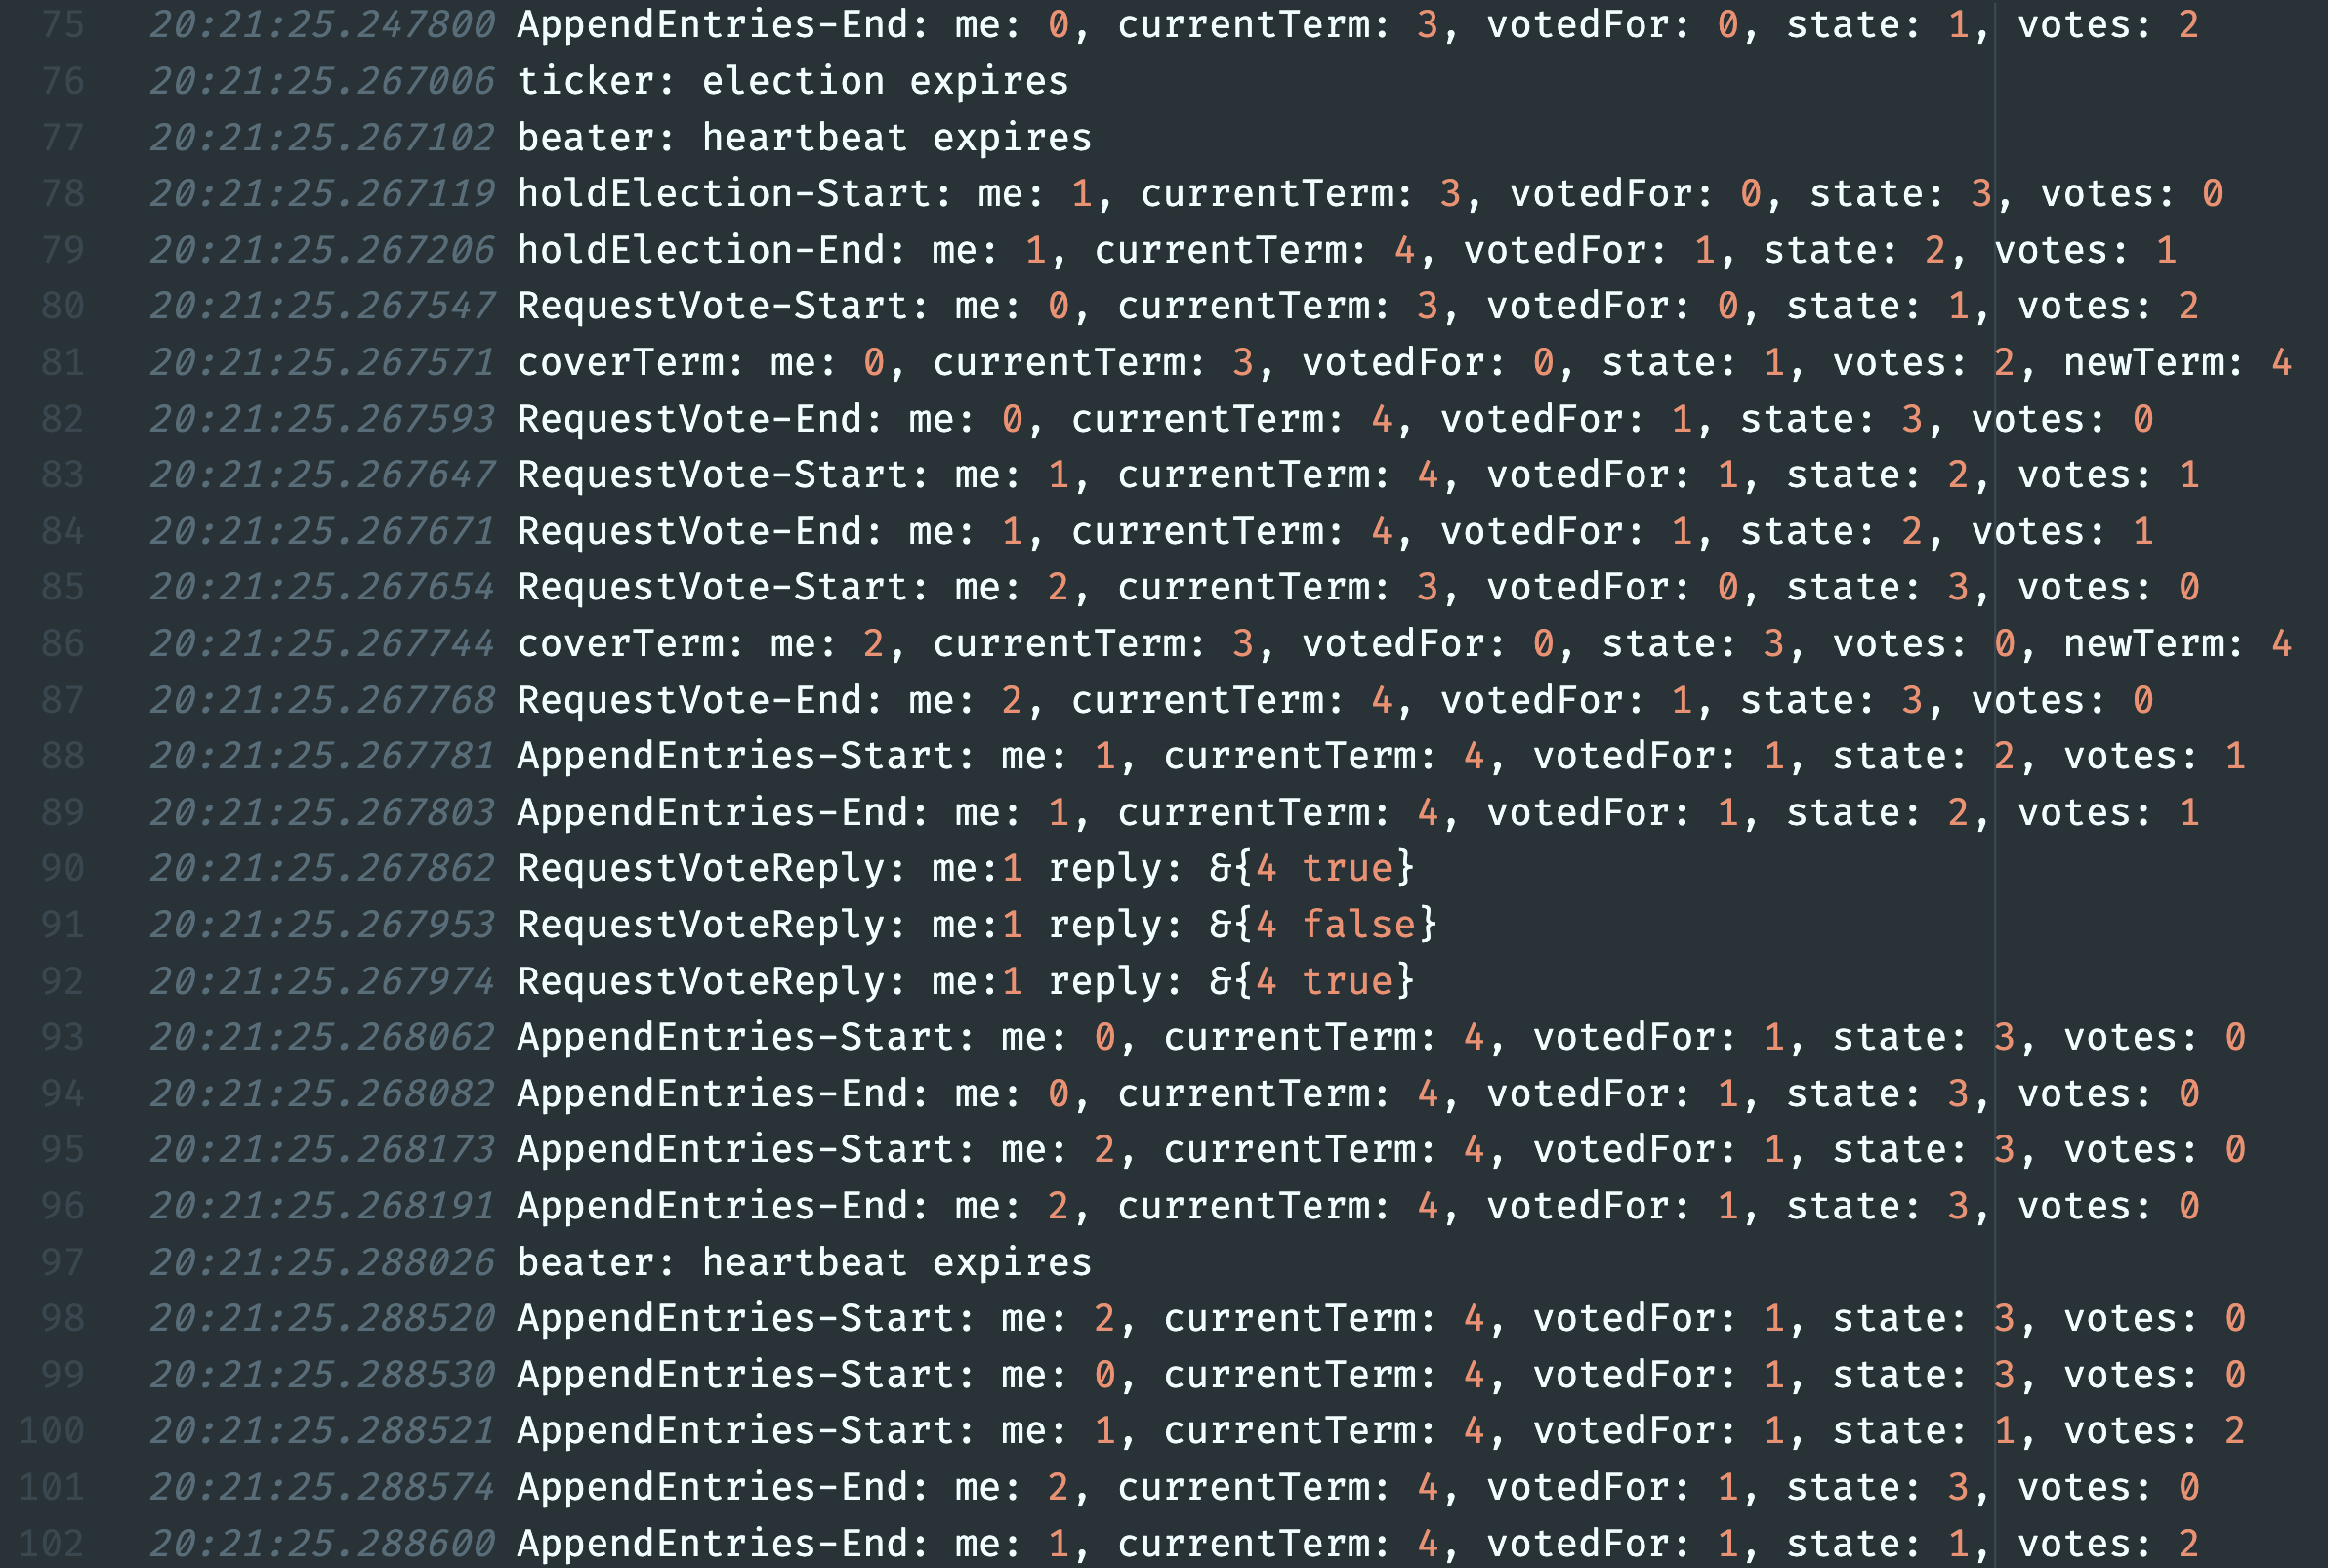 75 20:21:25.247800 AppendEntries-End: me: 0, currentTerm: 3, votedFor: 0, state: 1, votes: 2
76 20:21:25.267006 ticker: election expires
77 20:21:25.267102 beater: heartbeat expires
78 20:21:25.267119 holdElection-Start: me: 1, currentTerm: 3, votedFor: 0, state: 3, votes: 0
79 20:21:25.267206 holdElection-End: me: 1, currentTerm: 4, votedFor: 1, state: 2, votes: 1
80 20:21:25.267547 RequestVote-Start: me: 0, currentTerm: 3, votedFor: 0, state: 1, votes: 2
81 20:21:25.267571 coverTerm: me: 0, currentTerm: 3, votedFor: 0, state: 1, votes: 2, newTerm: 4
82 20:21:25.267593 RequestVote-End: me: 0, currentTerm: 4, votedFor: 1, state: 3, votes: 0
83 20:21:25.267647 RequestVote-Start: me: 1, currentTerm: 4, votedFor: 1, state: 2, votes: 1
84 20:21:25.267671 RequestVote-End: me: 1, currentTerm: 4, votedFor: 1, state: 2, votes: 1
85 20:21:25.267654 RequestVote-Start: me: 2, currentTerm: 3, votedFor: 0, state: 3, votes: 0
86 20:21:25.267744 coverTerm: me: 2, currentTerm: 3, votedFor: 0, state: 3, votes: 0, newTerm: 4
87 20:21:25.267768 RequestVote-End: me: 2, currentTerm: 4, votedFor: 1, state: 3, votes: 0
88 20:21:25.267781 AppendEntries-Start: me: 1, currentTerm: 4, votedFor: 1, state: 2, votes: 1
89 20:21:25.267803 AppendEntries-End: me: 1, currentTerm: 4, votedFor: 1, state: 2, votes: 1
90 20:21:25.267862 RequestVoteReply: me:1 reply: &{4 true}
91 20:21:25.267953 RequestVoteReply: me:1 reply: &{4 false}
92 20:21:25.267974 RequestVoteReply: me:1 reply: &{4 true}
93 20:21:25.268062 AppendEntries-Start: me: 0, currentTerm: 4, votedFor: 1, state: 3, votes: 0
94 20:21:25.268082 AppendEntries-End: me: 0, currentTerm: 4, votedFor: 1, state: 3, votes: 0
95 20:21:25.268173 AppendEntries-Start: me: 2, currentTerm: 4, votedFor: 1, state: 3, votes: 0
96 20:21:25.268191 AppendEntries-End: me: 2, currentTerm: 4, votedFor: 1, state: 3, votes: 0
97 20:21:25.288026 beater: heartbeat expires
98 20:21:25.288520 AppendEntries-Start: me: 2, currentTerm: 4, votedFor: 1, state: 3, votes: 0
99 20:21:25.288530 AppendEntries-Start: me: 0, currentTerm: 4, votedFor: 1, state: 3, votes: 0
100 20:21:25.288521 AppendEntries-Start: me: 1, currentTerm: 4, votedFor: 1, state: 1, votes: 2
101 20:21:25.288574 AppendEntries-End: me: 2, currentTerm: 4, votedFor: 1, state: 3, votes: 0
102 20:21:25.288600 AppendEntries-End: me: 1, currentTerm: 4, votedFor: 1, state: 1, votes: 2